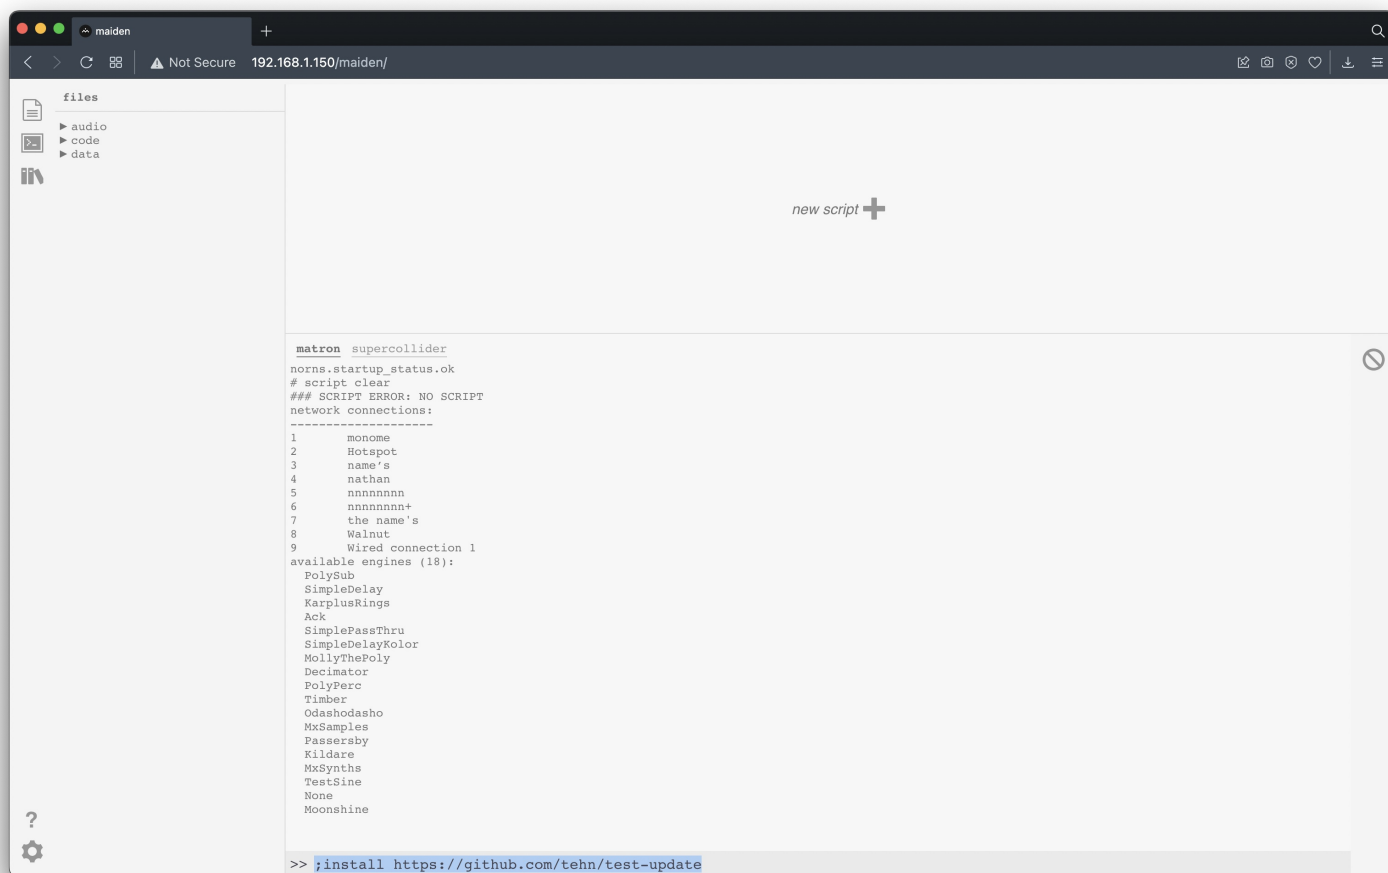 maiden
Not Secure 192.168.1.150/maiden/
files
audio
code
data
new script
matron supercollider
norns.startup_status.ok
# script clear
### SCRIPT ERROR: NO SCRIPT
network connections:
--------------------
1 monome
2 Hotspot
3 name’s
4 nathan
5 nnnnnnnn
6 nnnnnnnn+
7 the name's
8 Walnut
9 Wired connection 1
available engines (18):
PolySub
SimpleDelay
KarplusRings
Ack
SimplePassThru
SimpleDelayKolor
MollyThePoly
Decimator
PolyPerc
Timber
Odashodasho
MxSamples
Passersby
Kildare
MxSynths
TestSine
None
Moonshine
?
>> ;install https://github.com/tehn/test-update